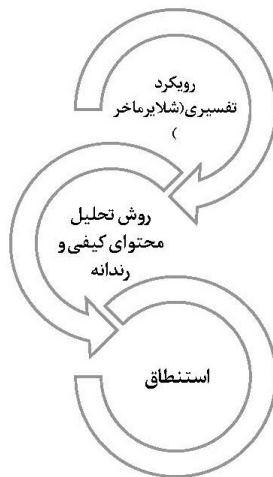 رویکرد
تفسیری(شلایرماخر
)
روش تحلیل
محتوای کیفی و
رندانه
استنطاق